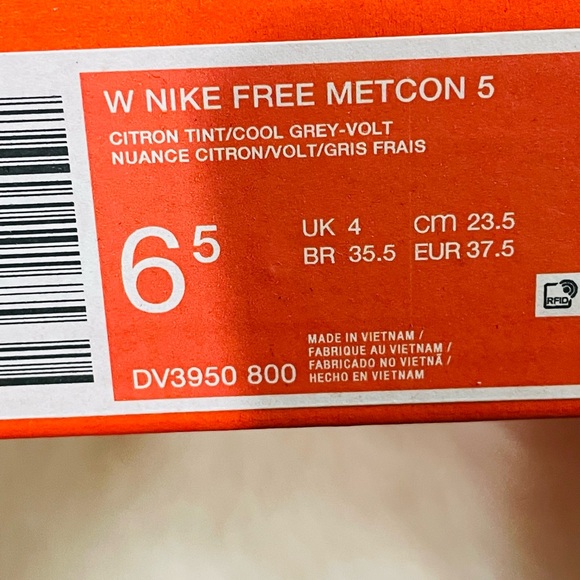 W NIKE FREE METCON 5
CITRON TINT/COOL GREY-VOLT
NUANCE CITRON/VOLT/GRIS FRAIS
6 5
UK 4 cm 23.5
BR 35.5 EUR 37.5
RFID
MADE IN VIETNAM /
FABRIQUE AU VIETNAM /
FABRICADO NO VIETNÃ /
HECHO EN VIETNAM
DV3950 800